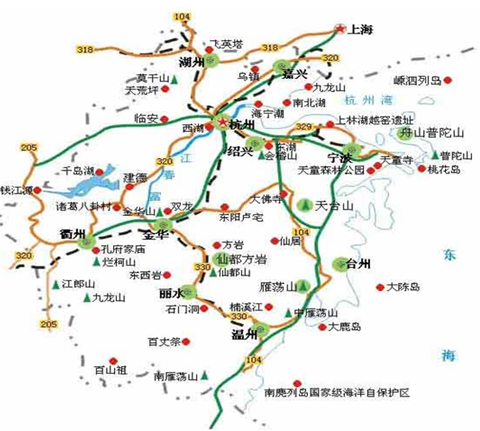 104
上海
318
飞英塔
318
320
湖州
嘉兴
乌镇
莫干山
天荒坪
九龙山
嵊泗列岛
杭州湾
南北湖
海宁潮
临安
西湖
杭州
上林湖越窑遗址
329
舟山普陀山
绍兴
东湖
会稽山
宁波
205
320
江
春
富
天童寺
普陀山
天童森林公园
桃花岛
千岛湖
建德
钱江源
大佛寺
天台山
诸葛八卦村
金华山
双龙
东阳卢宅
衢州
金华
104
仙居
孔府家庙
方岩
烂柯山
仙都方岩
仙都山
台州
东
320
330
东西岩
江郎山
丽水
雁荡山
大陈岛
九龙山
石门洞
楠溪江
330
中雁荡山
205
温州
大鹿岛
百丈漈
海
104
百山祖
南雁荡山
南麂列岛国家级海洋自保护区